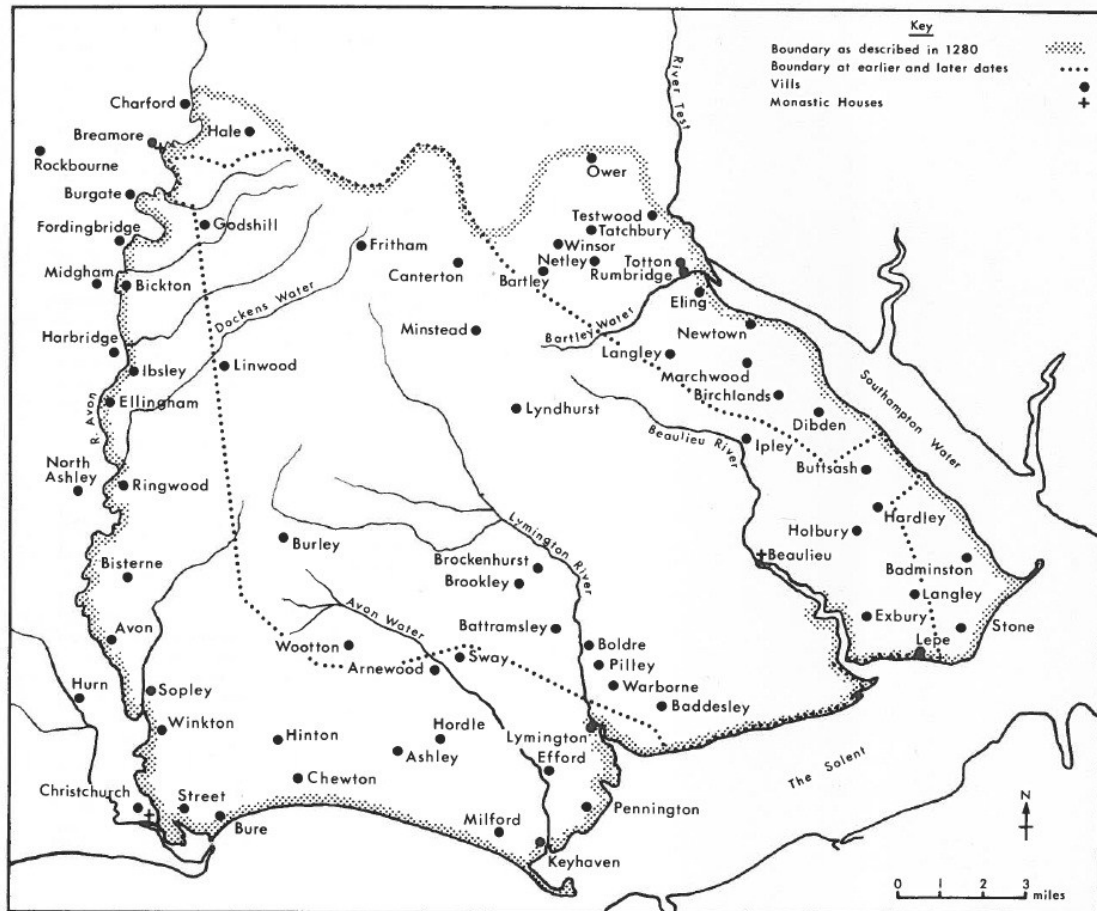 Key
Boundary as described in 1280
Boundary at earlier and later dates
Vills
Monastic Houses
River Test
Charford
Breamore
Hale
Rockbourne
Ower
Burgate
Testwood
Godshill
Tatchbury
Fordingbridge
Fritham
Winsor
Canterton
Netley
Totton
Midgham
Bartley
Rumbridge
Bickton
Eling
Dockens Water
Newtown
Minstead
Bartley Water
Harbridge
Langley
Ibsley
Linwood
Marchwood
Birchlands
Ellingham
R. Avon
Lyndhurst
Dibden
Southampton Water
Beaulieu River
Ipley
North
Ashley
Buttsash
Ringwood
Hardley
Lymington River
Holbury
Burley
Beaulieu
Brockenhurst
Badminston
Bisterne
Brookley
Langley
Avon Water
Exbury
Stone
Avon
Battramsley
Lepe
Wootton
Boldre
Sway
Arnewood
Pilley
Hurn
Sopley
Warborne
Baddesley
Winkton
Hinton
Hordle
Lymington
Ashley
Efford
The Solent
Chewton
Christchurch
Street
Pennington
Bure
Milford
N
Keyhaven
0 1 2 3
miles